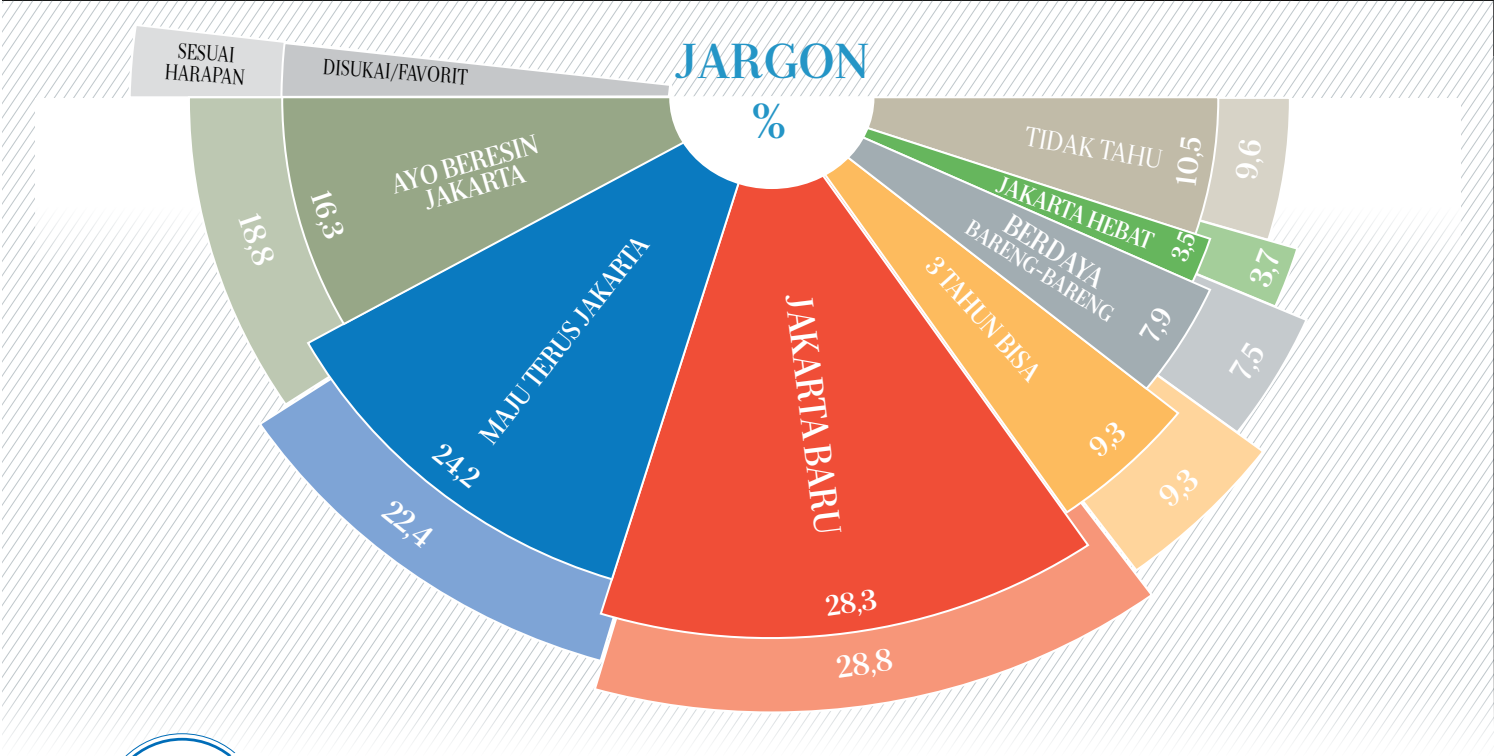 JARGON
%
SESUAI
HARAPAN
DISUKAI/FAVORIT
AYO BERESIN
JAKARTA
16,3
18,8
MAJU TERUS JAKARTA
24,2
22,4
JAKARTA BARU
28,3
28,8
3 TAHUN BISA
9,3
9,3
BERDAYA
BARENG-BARENG
7,9
7,5
JAKARTA HEBAT
3,5
3,7
TIDAK TAHU
10,5
9,6